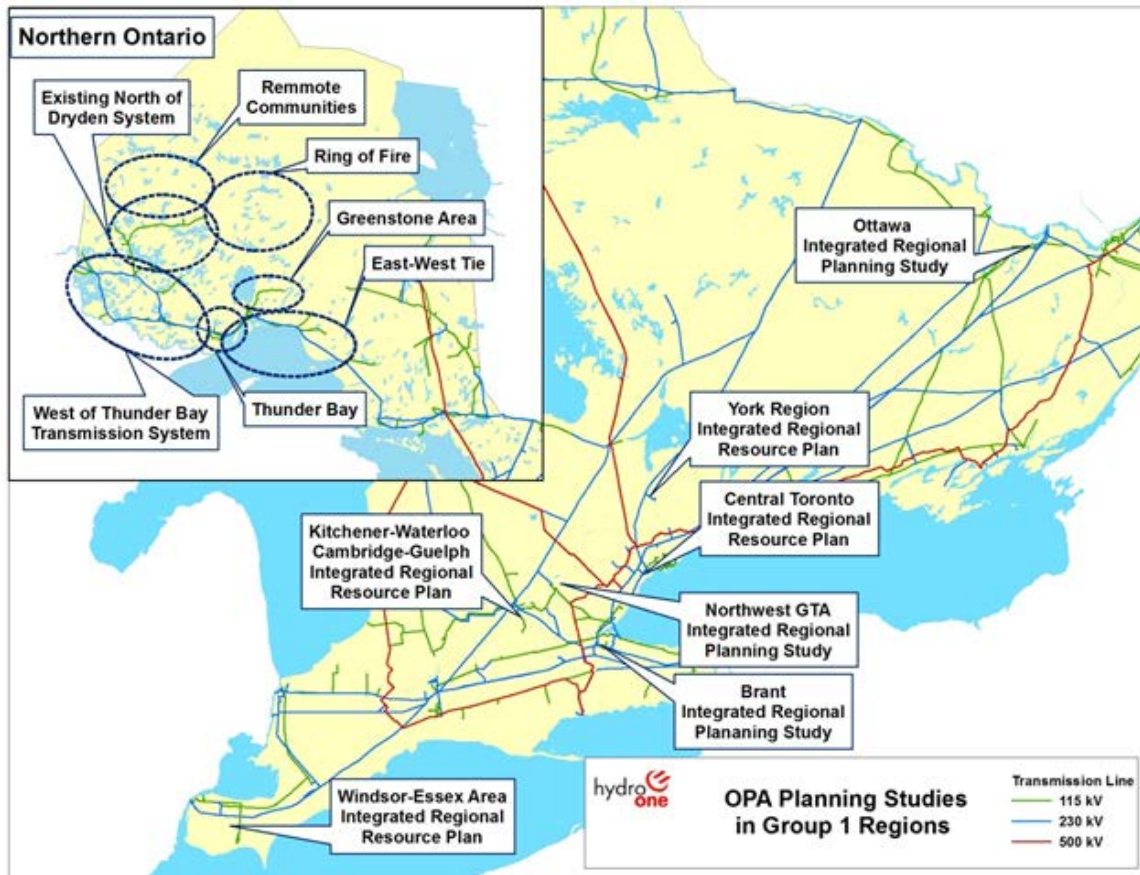 Northern Ontario
Existing North of
Dryden System
Remmote
Communities
Ring of Fire
Greenstone Area
East-West Tie
West of Thunder Bay
Transmission System
Thunder Bay
Ottawa
Integrated Regional
Planning Study
York Region
Integrated Regional
Resource Plan
Central Toronto
Integrated Regional
Resource Plan
Kitchener-Waterloo
Cambridge-Guelph
Integrated Regional
Resource Plan
Northwest GTA
Integrated Regional
Planning Study
Brant
Integrated Regional
Plananing Study
Windsor-Essex Area
Integrated Regional
Resource Plan
hydro
one
OPA Planning Studies
in Group 1 Regions
Transmission Line
115 kV
230 kV
500 kV